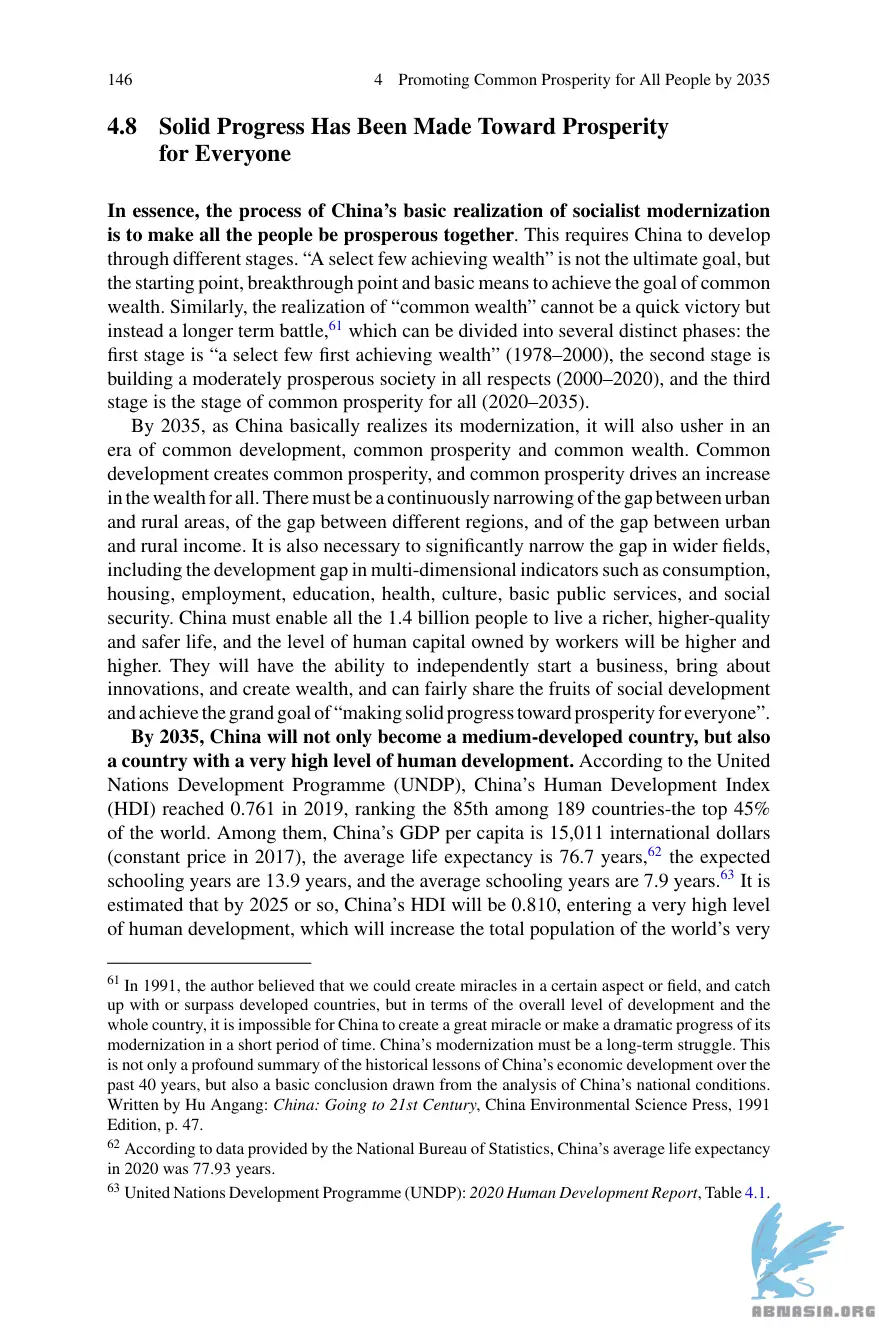 146
4 Promoting Common Prosperity for All People by 2035
4.8 Solid Progress Has Been Made Toward Prosperity
for Everyone
In essence, the process of China’s basic realization of socialist modernization
is to make all the people be prosperous together. This requires China to develop
through different stages. “A select few achieving wealth” is not the ultimate goal, but
the starting point, breakthrough point and basic means to achieve the goal of common
wealth. Similarly, the realization of “common wealth” cannot be a quick victory but
instead a longer term battle,61 which can be divided into several distinct phases: the
first stage is “a select few first achieving wealth” (1978–2000), the second stage is
building a moderately prosperous society in all respects (2000–2020), and the third
stage is the stage of common prosperity for all (2020–2035).
By 2035, as China basically realizes its modernization, it will also usher in an
era of common development, common prosperity and common wealth. Common
development creates common prosperity, and common prosperity drives an increase
in the wealth for all. There must be a continuously narrowing of the gap between urban
and rural areas, of the gap between different regions, and of the gap between urban
and rural income. It is also necessary to significantly narrow the gap in wider fields,
including the development gap in multi-dimensional indicators such as consumption,
housing, employment, education, health, culture, basic public services, and social
security. China must enable all the 1.4 billion people to live a richer, higher-quality
and safer life, and the level of human capital owned by workers will be higher and
higher. They will have the ability to independently start a business, bring about
innovations, and create wealth, and can fairly share the fruits of social development
and achieve the grand goal of “making solid progress toward prosperity for everyone”.
By 2035, China will not only become a medium-developed country, but also
a country with a very high level of human development. According to the United
Nations Development Programme (UNDP), China’s Human Development Index
(HDI) reached 0.761 in 2019, ranking the 85th among 189 countries-the top 45%
of the world. Among them, China’s GDP per capita is 15,011 international dollars
(constant price in 2017), the average life expectancy is 76.7 years,62 the expected
schooling years are 13.9 years, and the average schooling years are 7.9 years.63 It is
estimated that by 2025 or so, China’s HDI will be 0.810, entering a very high level
of human development, which will increase the total population of the world’s very
61 In 1991, the author believed that we could create miracles in a certain aspect or field, and catch
up with or surpass developed countries, but in terms of the overall level of development and the
whole country, it is impossible for China to create a great miracle or make a dramatic progress of its
modernization in a short period of time. China’s modernization must be a long-term struggle. This
is not only a profound summary of the historical lessons of China’s economic development over the
past 40 years, but also a basic conclusion drawn from the analysis of China’s national conditions.
Written by Hu Angang: China: Going to 21st Century, China Environmental Science Press, 1991
Edition, p. 47.
62 According to data provided by the National Bureau of Statistics, China’s average life expectancy
in 2020 was 77.93 years.
63 United Nations Development Programme (UNDP): 2020 Human Development Report, Table 4.1.
ABNASIA.ORG